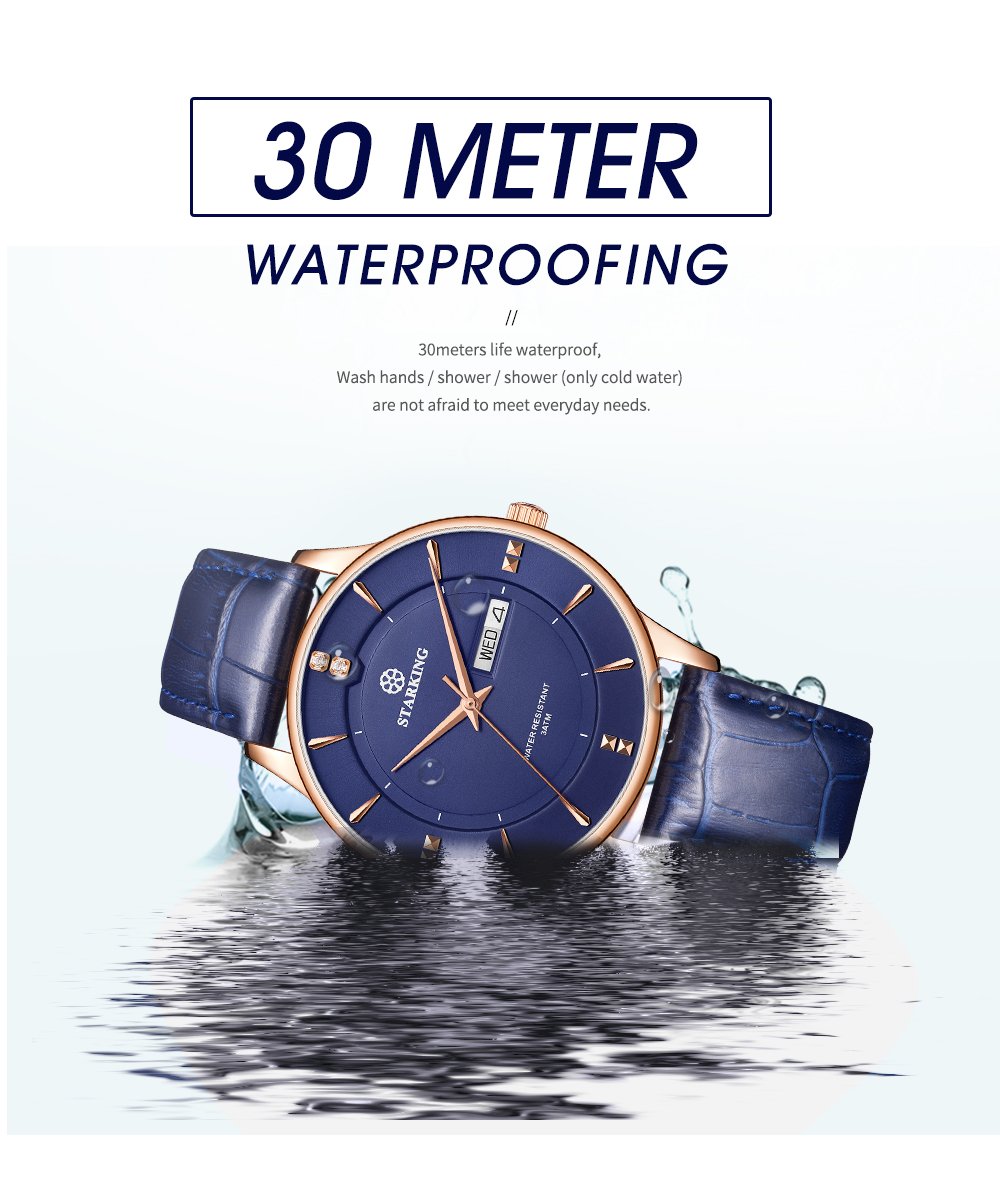 30 METER
WATERPROOFING
//
30meters life waterproof,
Wash hands / shower / shower (only cold water)
are not afraid to meet everyday needs.
WED 4
STARKING
WATER RESISTANT
3ATM